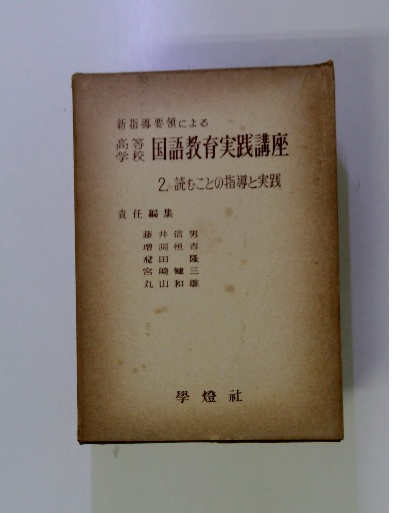 新指導要領による
高等学校 国語教育実践講座
2. 読むことの指導と実践
責任編集
藤井信男
増淵恒吉
飛田隆
宮崎健三
丸山和雄
學燈社